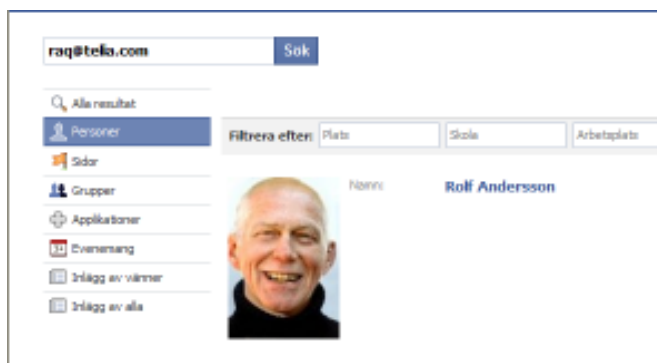 raq@telia.com
Sök
Alla resultat
Personer
Sidor
Grupper
Applikationer
Evenemang
Inlägg av vänner
Inlägg av alla
Filtrera efter: Plats Skola Arbetsplats
Namn: Rolf Andersson